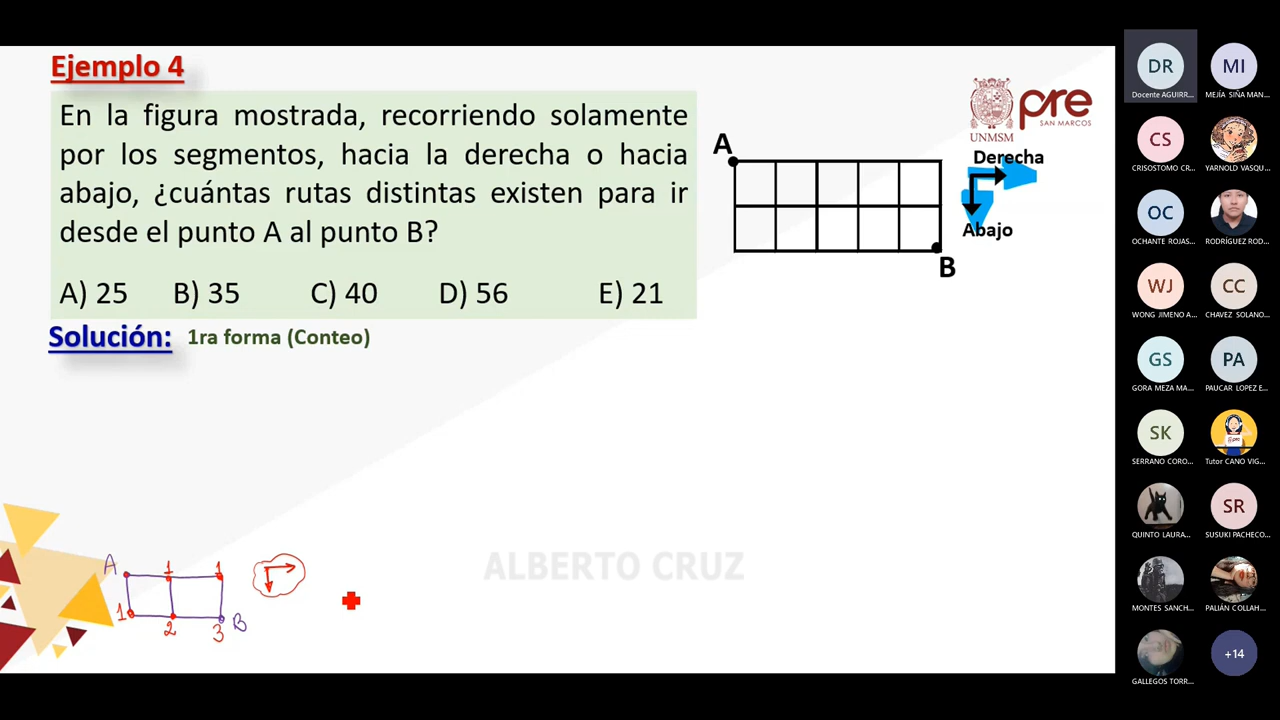 Ejemplo 4
En la figura mostrada, recorriendo solamente
por los segmentos, hacia la derecha o hacia
abajo, ¿cuántas rutas distintas existen para ir
desde el punto A al punto B?
A) 25 B) 35 C) 40 D) 56 E) 21
UNMSM
pre
SAN MARCOS
A
Derecha
Abajo
B
Solución: 1ra forma (Conteo)
ALBERTO CRUZ
A 1 1
1 2 3 B
DR
Docente AGUIRR...
MI
MEJÍA SIÑA MAN...
CS
CRISOSTOMO CR...
YARNOLD VASQU...
OC
OCHANTE ROJAS...
RODRÍGUEZ ROD...
WJ
WONG JIMENO A...
CC
CHAVEZ SOLANO...
GS
GORA MEZA MA...
PA
PAUCAR LOPEZ E...
SK
SERRANO CORO...
Tutor CANO VIG...
QUINTO LAURA...
SR
SUSUKI PACHECO...
MONTES SANCH...
PALIÁN COLLAH...
GALLEGOS TORR...
+14